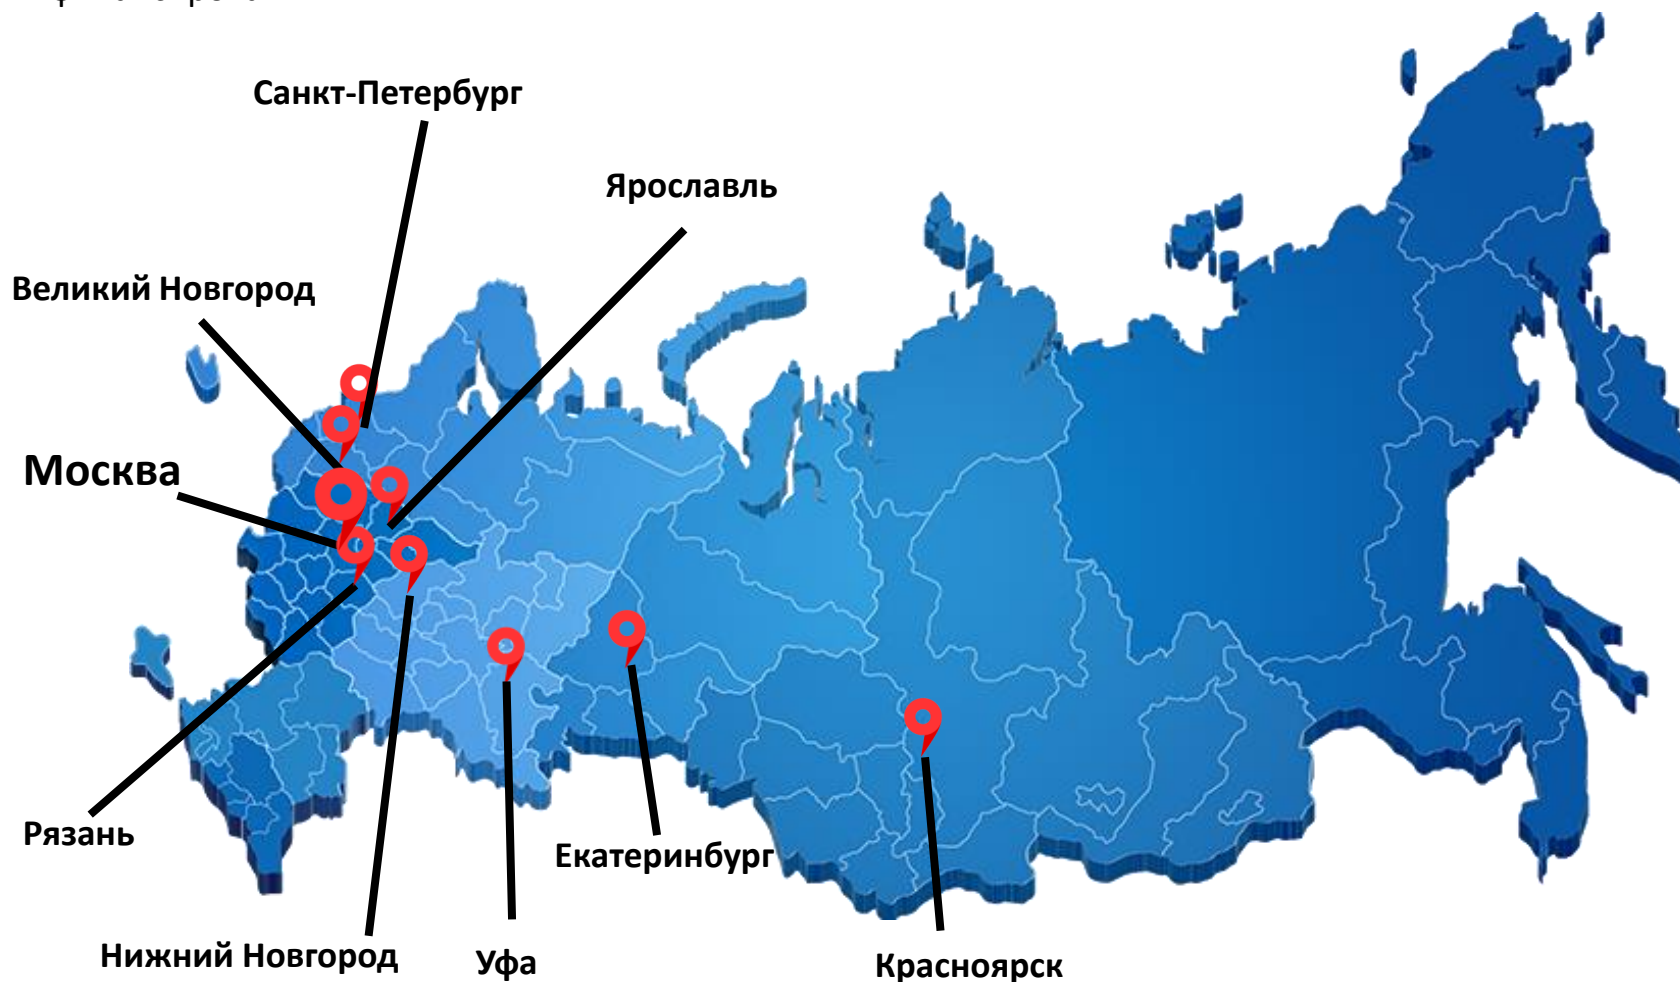 Санкт-Петербург
Ярославль
Великий Новгород
Москва
Рязань
Екатеринбург
Нижний Новгород
Уфа
Красноярск